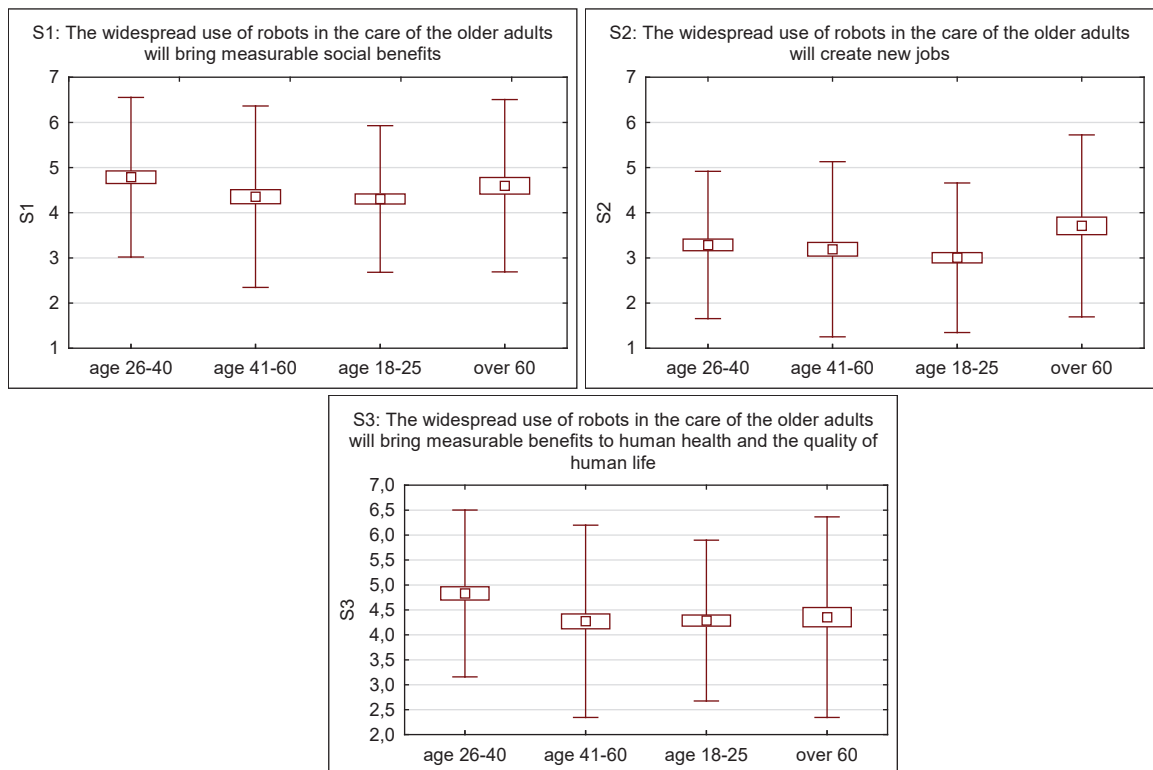 S1: The widespread use of robots in the care of the older adults
will bring measurable social benefits
7
6
5
4
3
2
1
S1
age 26-40 age 41-60 age 18-25 over 60
S2: The widespread use of robots in the care of the older adults
will create new jobs
7
6
5
4
3
2
1
S2
age 26-40 age 41-60 age 18-25 over 60
S3: The widespread use of robots in the care of the older adults
will bring measurable benefits to human health and the quality of
human life
7,0
6,5
6,0
5,5
5,0
4,5
4,0
3,5
3,0
2,5
2,0
S3
age 26-40 age 41-60 age 18-25 over 60